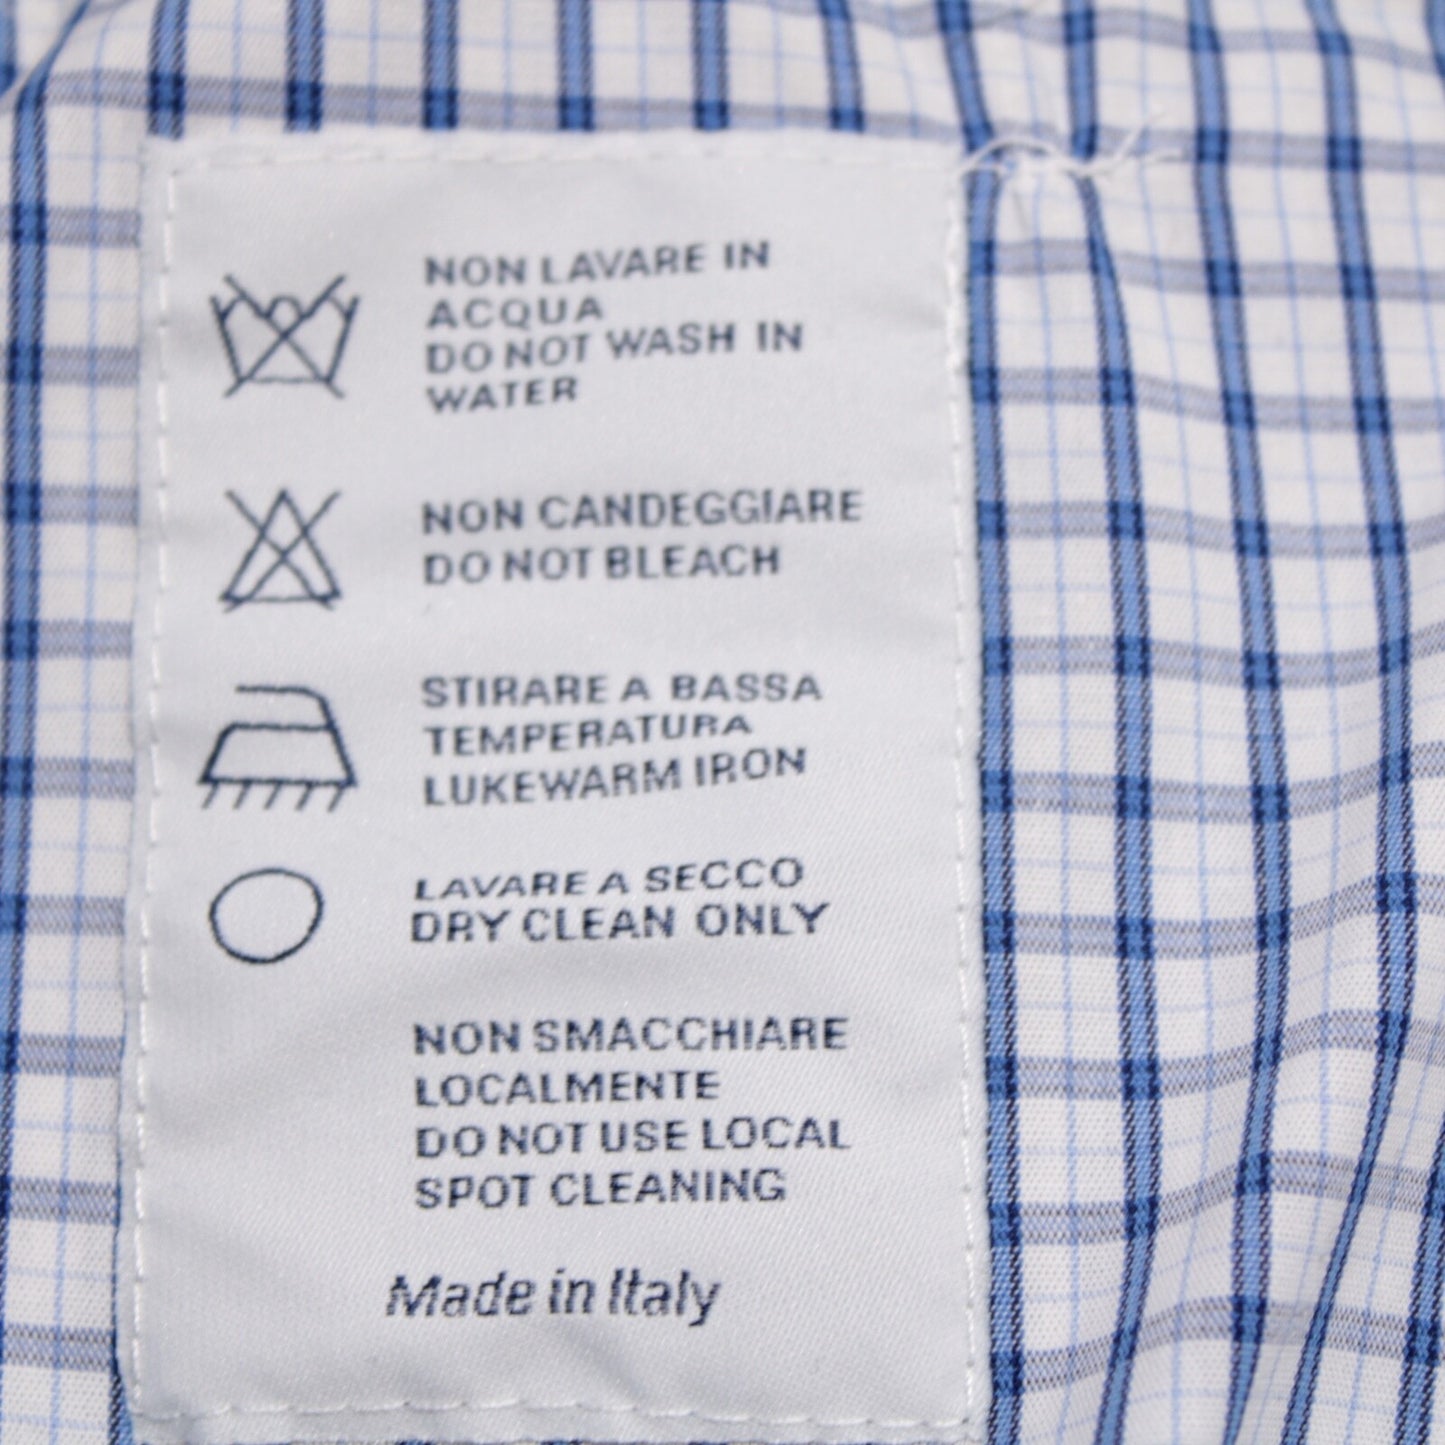 NON LAVARE IN
ACQUA
DO NOT WASH IN
WATER
NON CANDEGGIARE
DO NOT BLEACH
STIRARE A BASSA
TEMPERATURA
LUKEWARM IRON
LAVARE A SECCO
DRY CLEAN ONLY
NON SMACCHIARE
LOCALMENTE
DO NOT USE LOCAL
SPOT CLEANING
Made in Italy